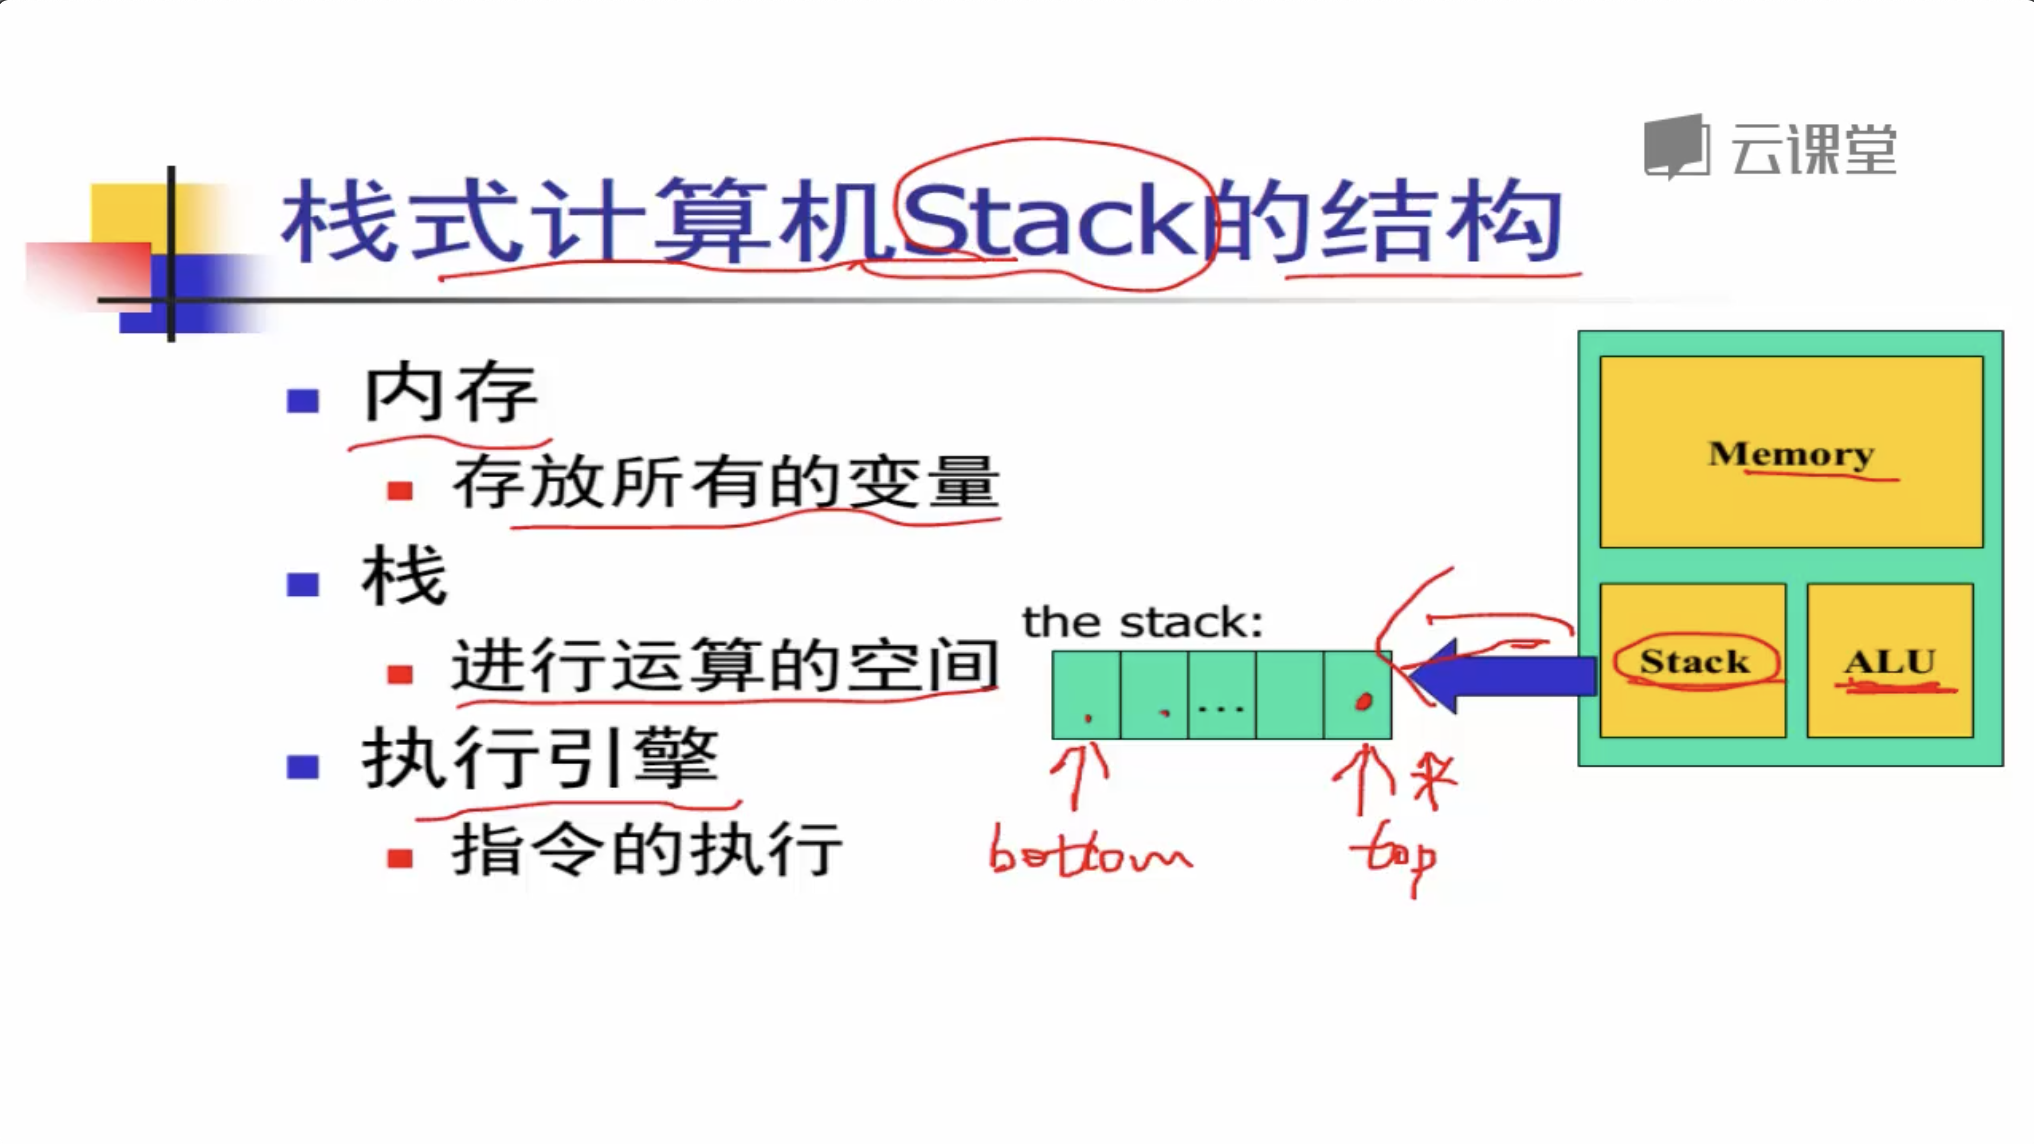 云课堂
栈式计算机Stack的结构
内存
存放所有的变量
栈
进行运算的空间
执行引擎
指令的执行
the stack:
...
bottom
top
Memory
Stack
ALU